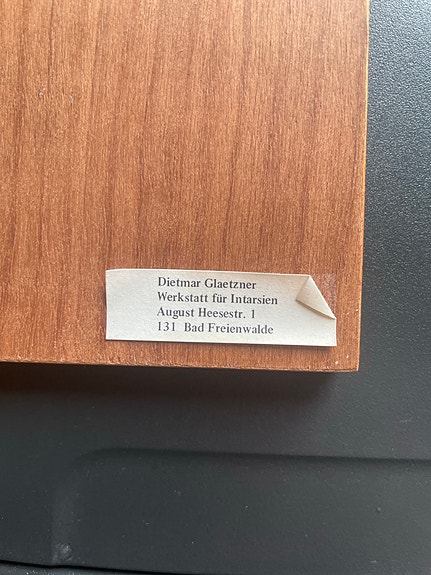 Dietmar Glaetzner
Werkstatt für Intarsien
August Heesestr. 1
131 Bad Freienwalde